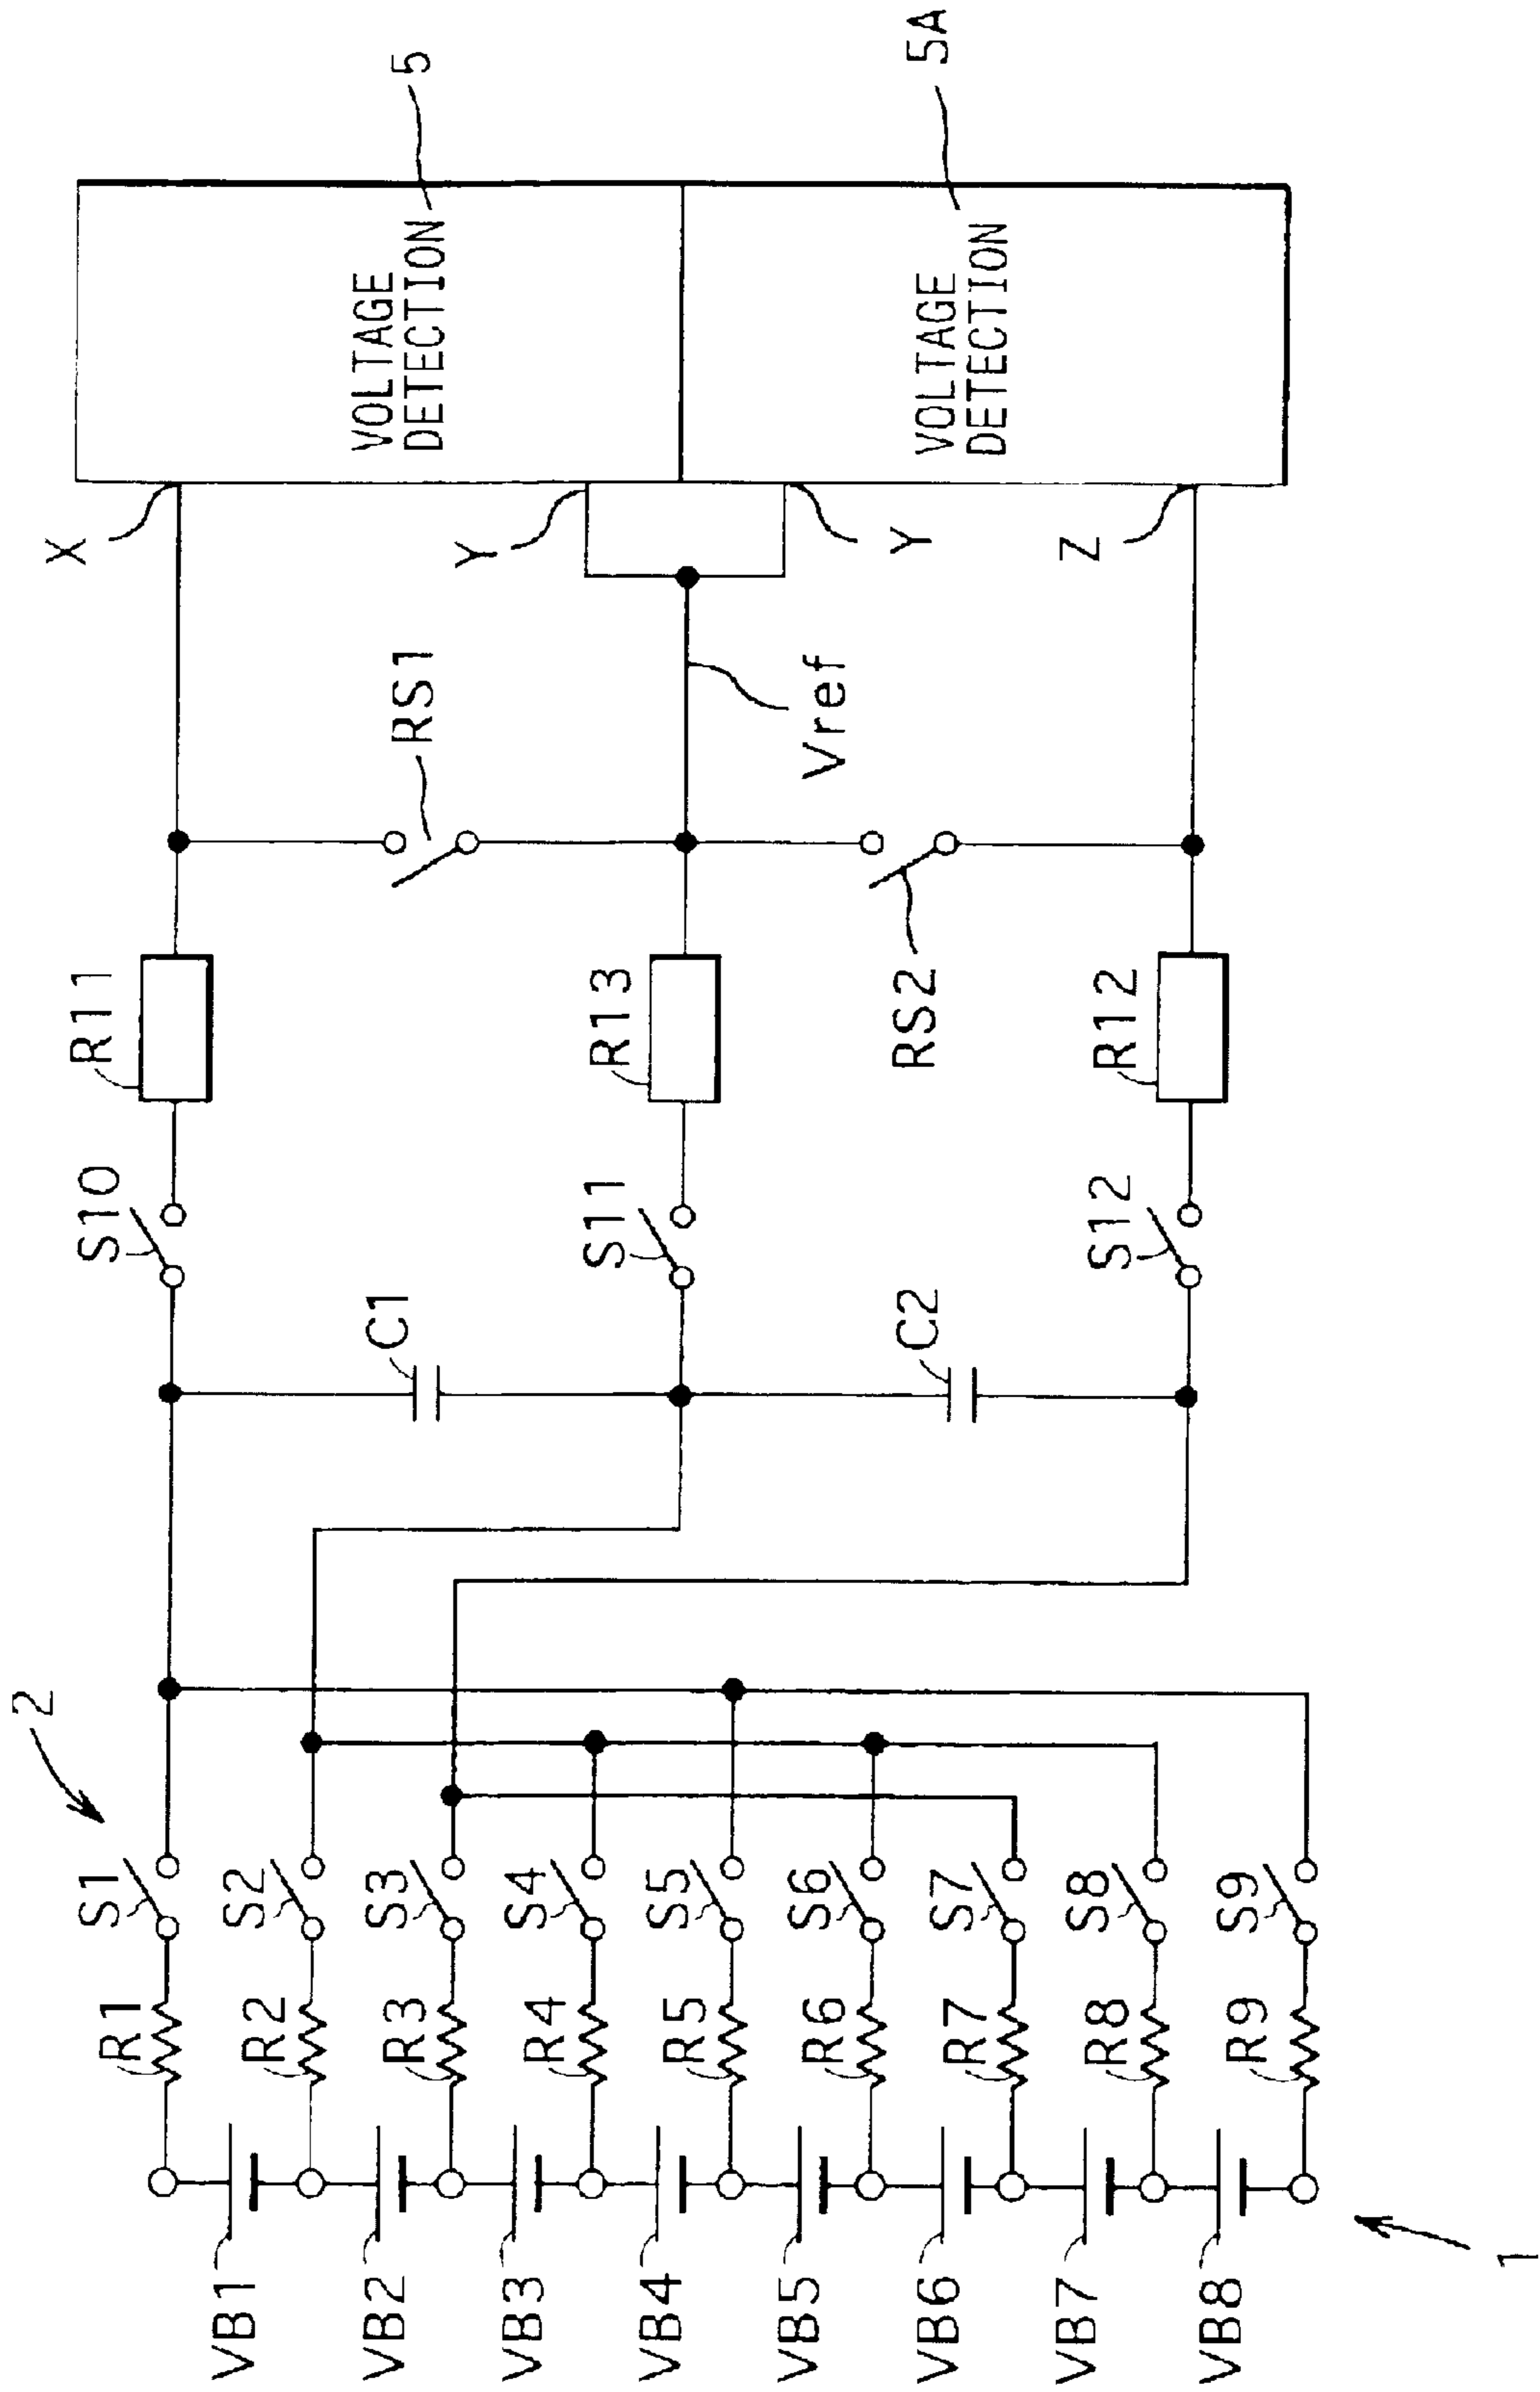 2
S1
S2
S3
S4
S5
S6
S7
S8
S9
R1
R2
R3
R4
R5
R6
R7
R8
R9
VB1
VB2
VB3
VB4
VB5
VB6
VB7
VB8
1
C1
C2
S10
S11
S12
R11
R13
R12
RS1
RS2
Vref
X
Y
Y
Z
VOLTAGE
DETECTION
5
VOLTAGE
DETECTION
5A